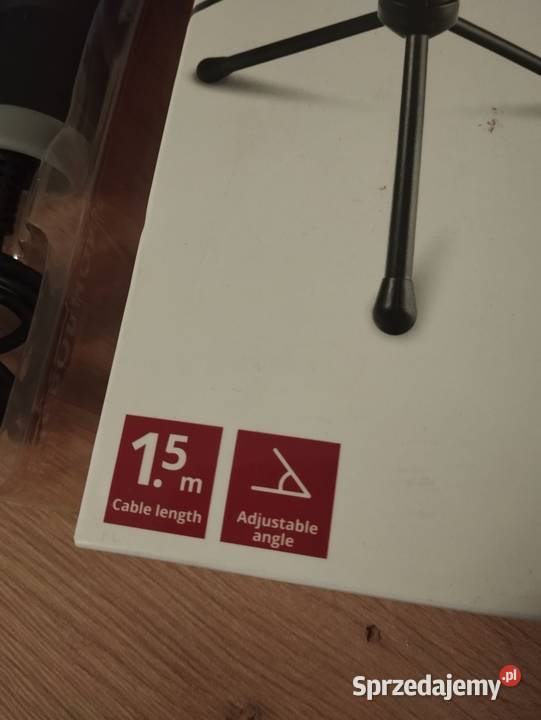 1.5 m
Cable length
Adjustable
angle
Sprzedajemy.pl